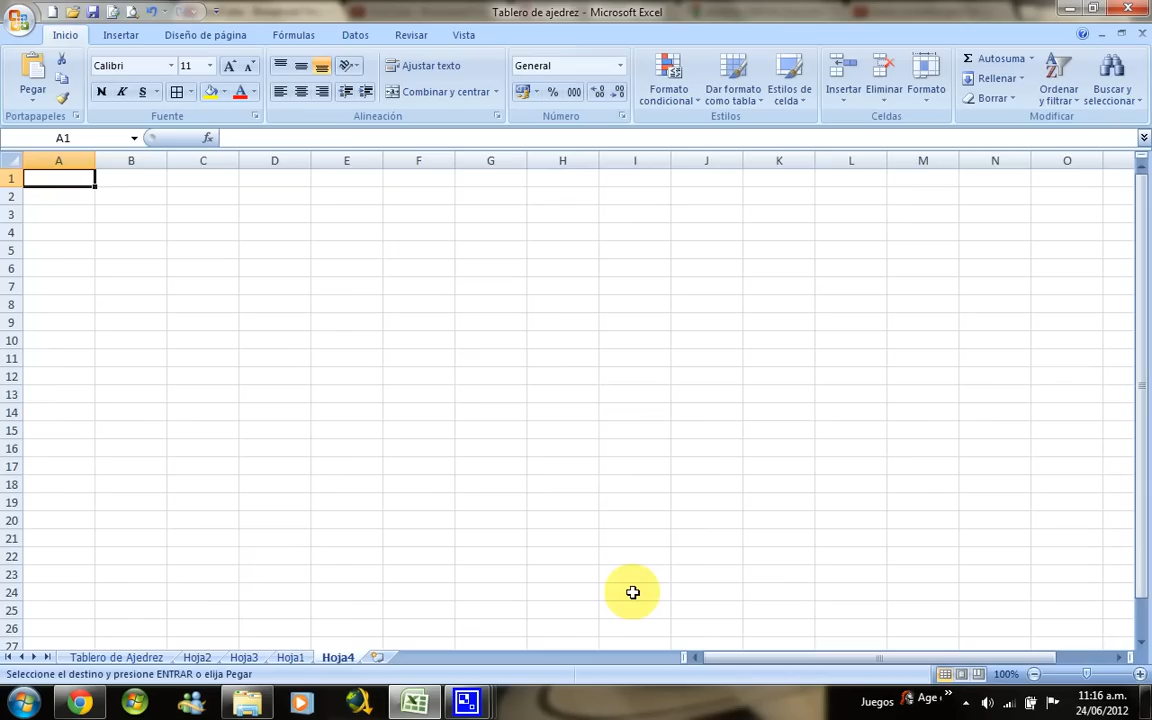 Tablero de ajedrez - Microsoft Excel
Inicio Insertar Diseño de página Fórmulas Datos Revisar Vista
Calibri 11 Ajustar texto General Σ Autosuma
Pegar Formato condicional Dar formato como tabla Estilos de celda Insertar Eliminar Formato Rellenar Ordenar y filtrar Buscar y seleccionar
N K S A Combinar y centrar % 000 Borrar
Portapapeles Fuente Alineación Número Estilos Celdas Modificar
A1 fx
A B C D E F G H I J K L M N O
1
2
3
4
5
6
7
8
9
10
11
12
13
14
15
16
17
18
19
20
21
22
23
24
25
26
27
Tablero de Ajedrez Hoja2 Hoja3 Hoja1 Hoja4
Seleccione el destino y presione ENTRAR o elija Pegar 100%
Juegos Age » 11:16 a.m.
24/06/2012